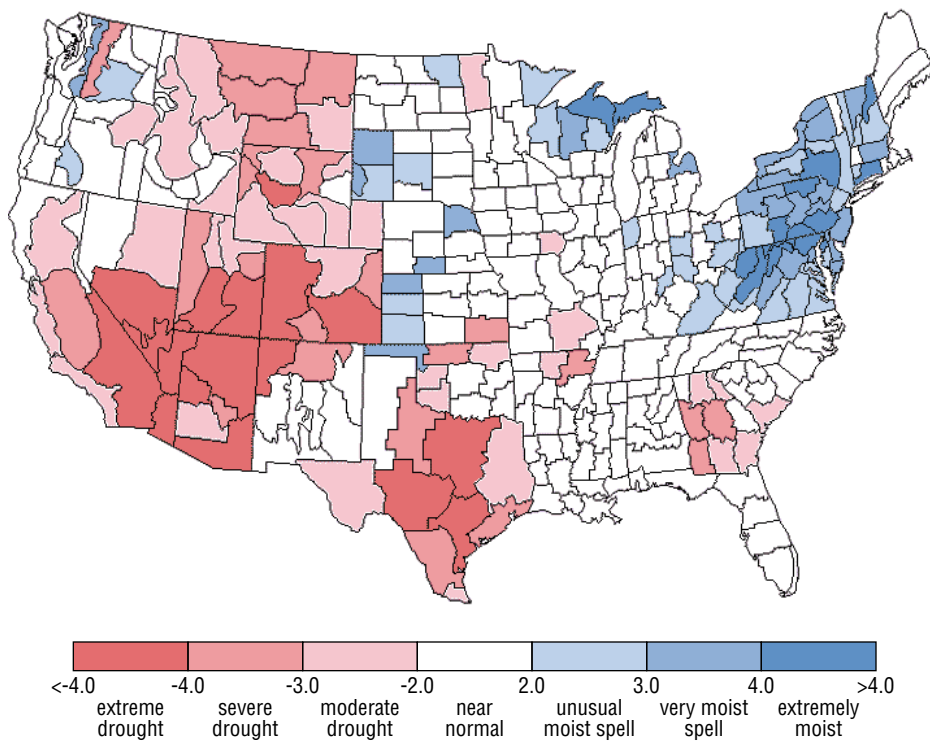 <-4.0 -4.0 -3.0 -2.0 2.0 3.0 4.0 >4.0
extreme drought
severe drought
moderate drought
near normal
unusual moist spell
very moist spell
extremely moist